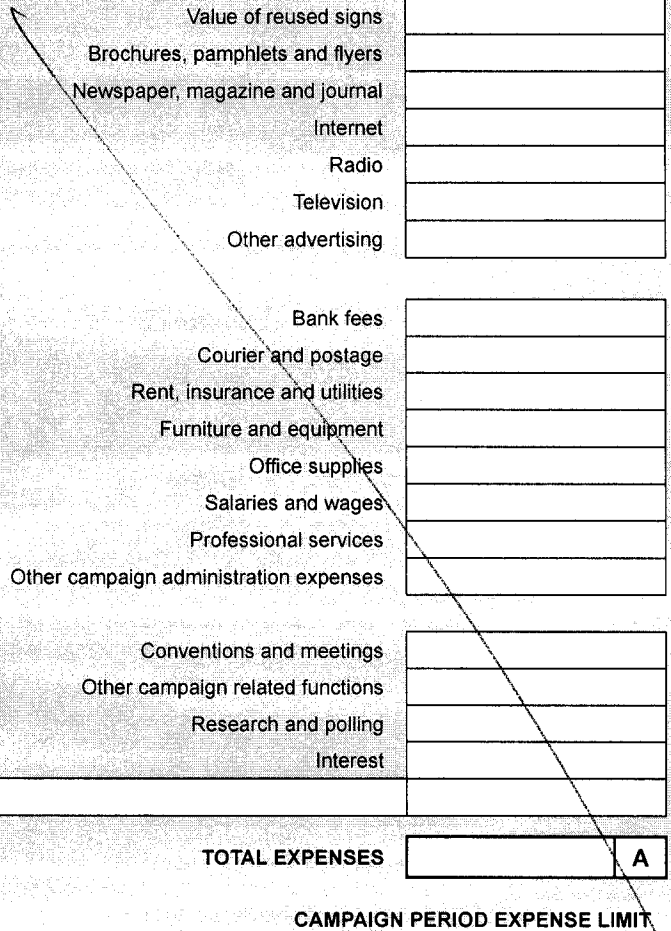 Value of reused signs
Brochures, pamphlets and flyers
Newspaper, magazine and journal
Internet
Radio
Television
Other advertising
Bank fees
Courier and postage
Rent, insurance and utilities
Furniture and equipment
Office supplies
Salaries and wages
Professional services
Other campaign administration expenses
Conventions and meetings
Other campaign related functions
Research and polling
Interest
TOTAL EXPENSES A
CAMPAIGN PERIOD EXPENSE LIMIT